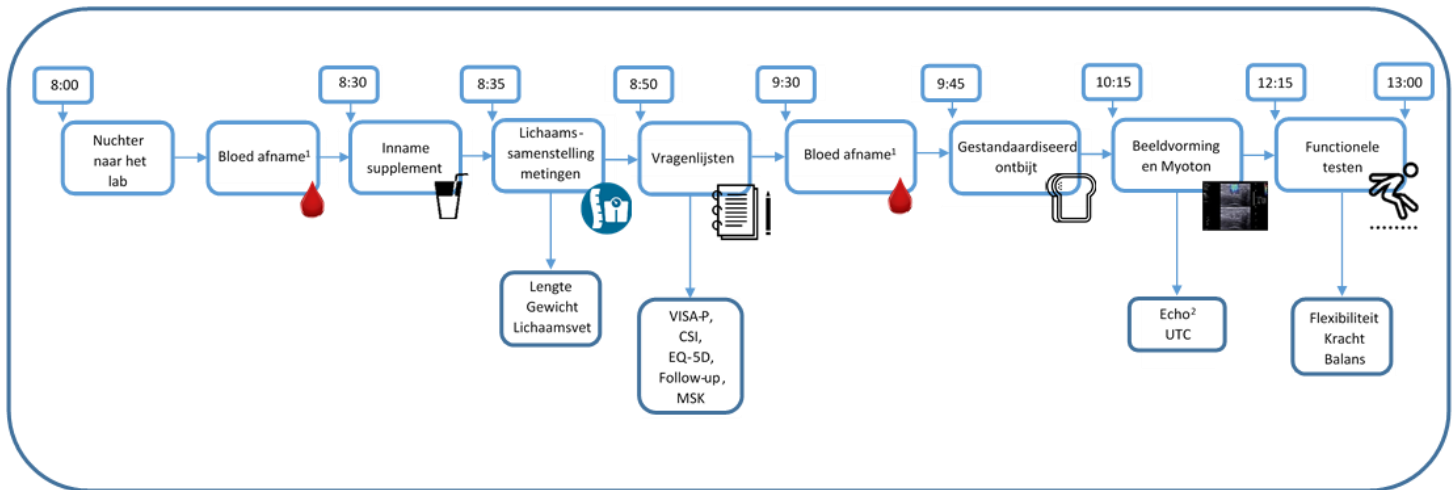 8:00
8:30
8:35
8:50
9:30
9:45
10:15
12:15
13:00
Nuchter
naar het
lab
Bloed afname¹
Inname
supplement
Lichaams-
samenstelling
metingen
Vragenlijsten
Bloed afname¹
Gestandaardiseerd
ontbijt
Beeldvorming
en Myoton
Functionele
testen
Lengte
Gewicht
Lichaamsvet
VISA-P,
CSI,
EQ-5D,
Follow-up,
MSK
Echo²
UTC
Flexibiliteit
Kracht
Balans